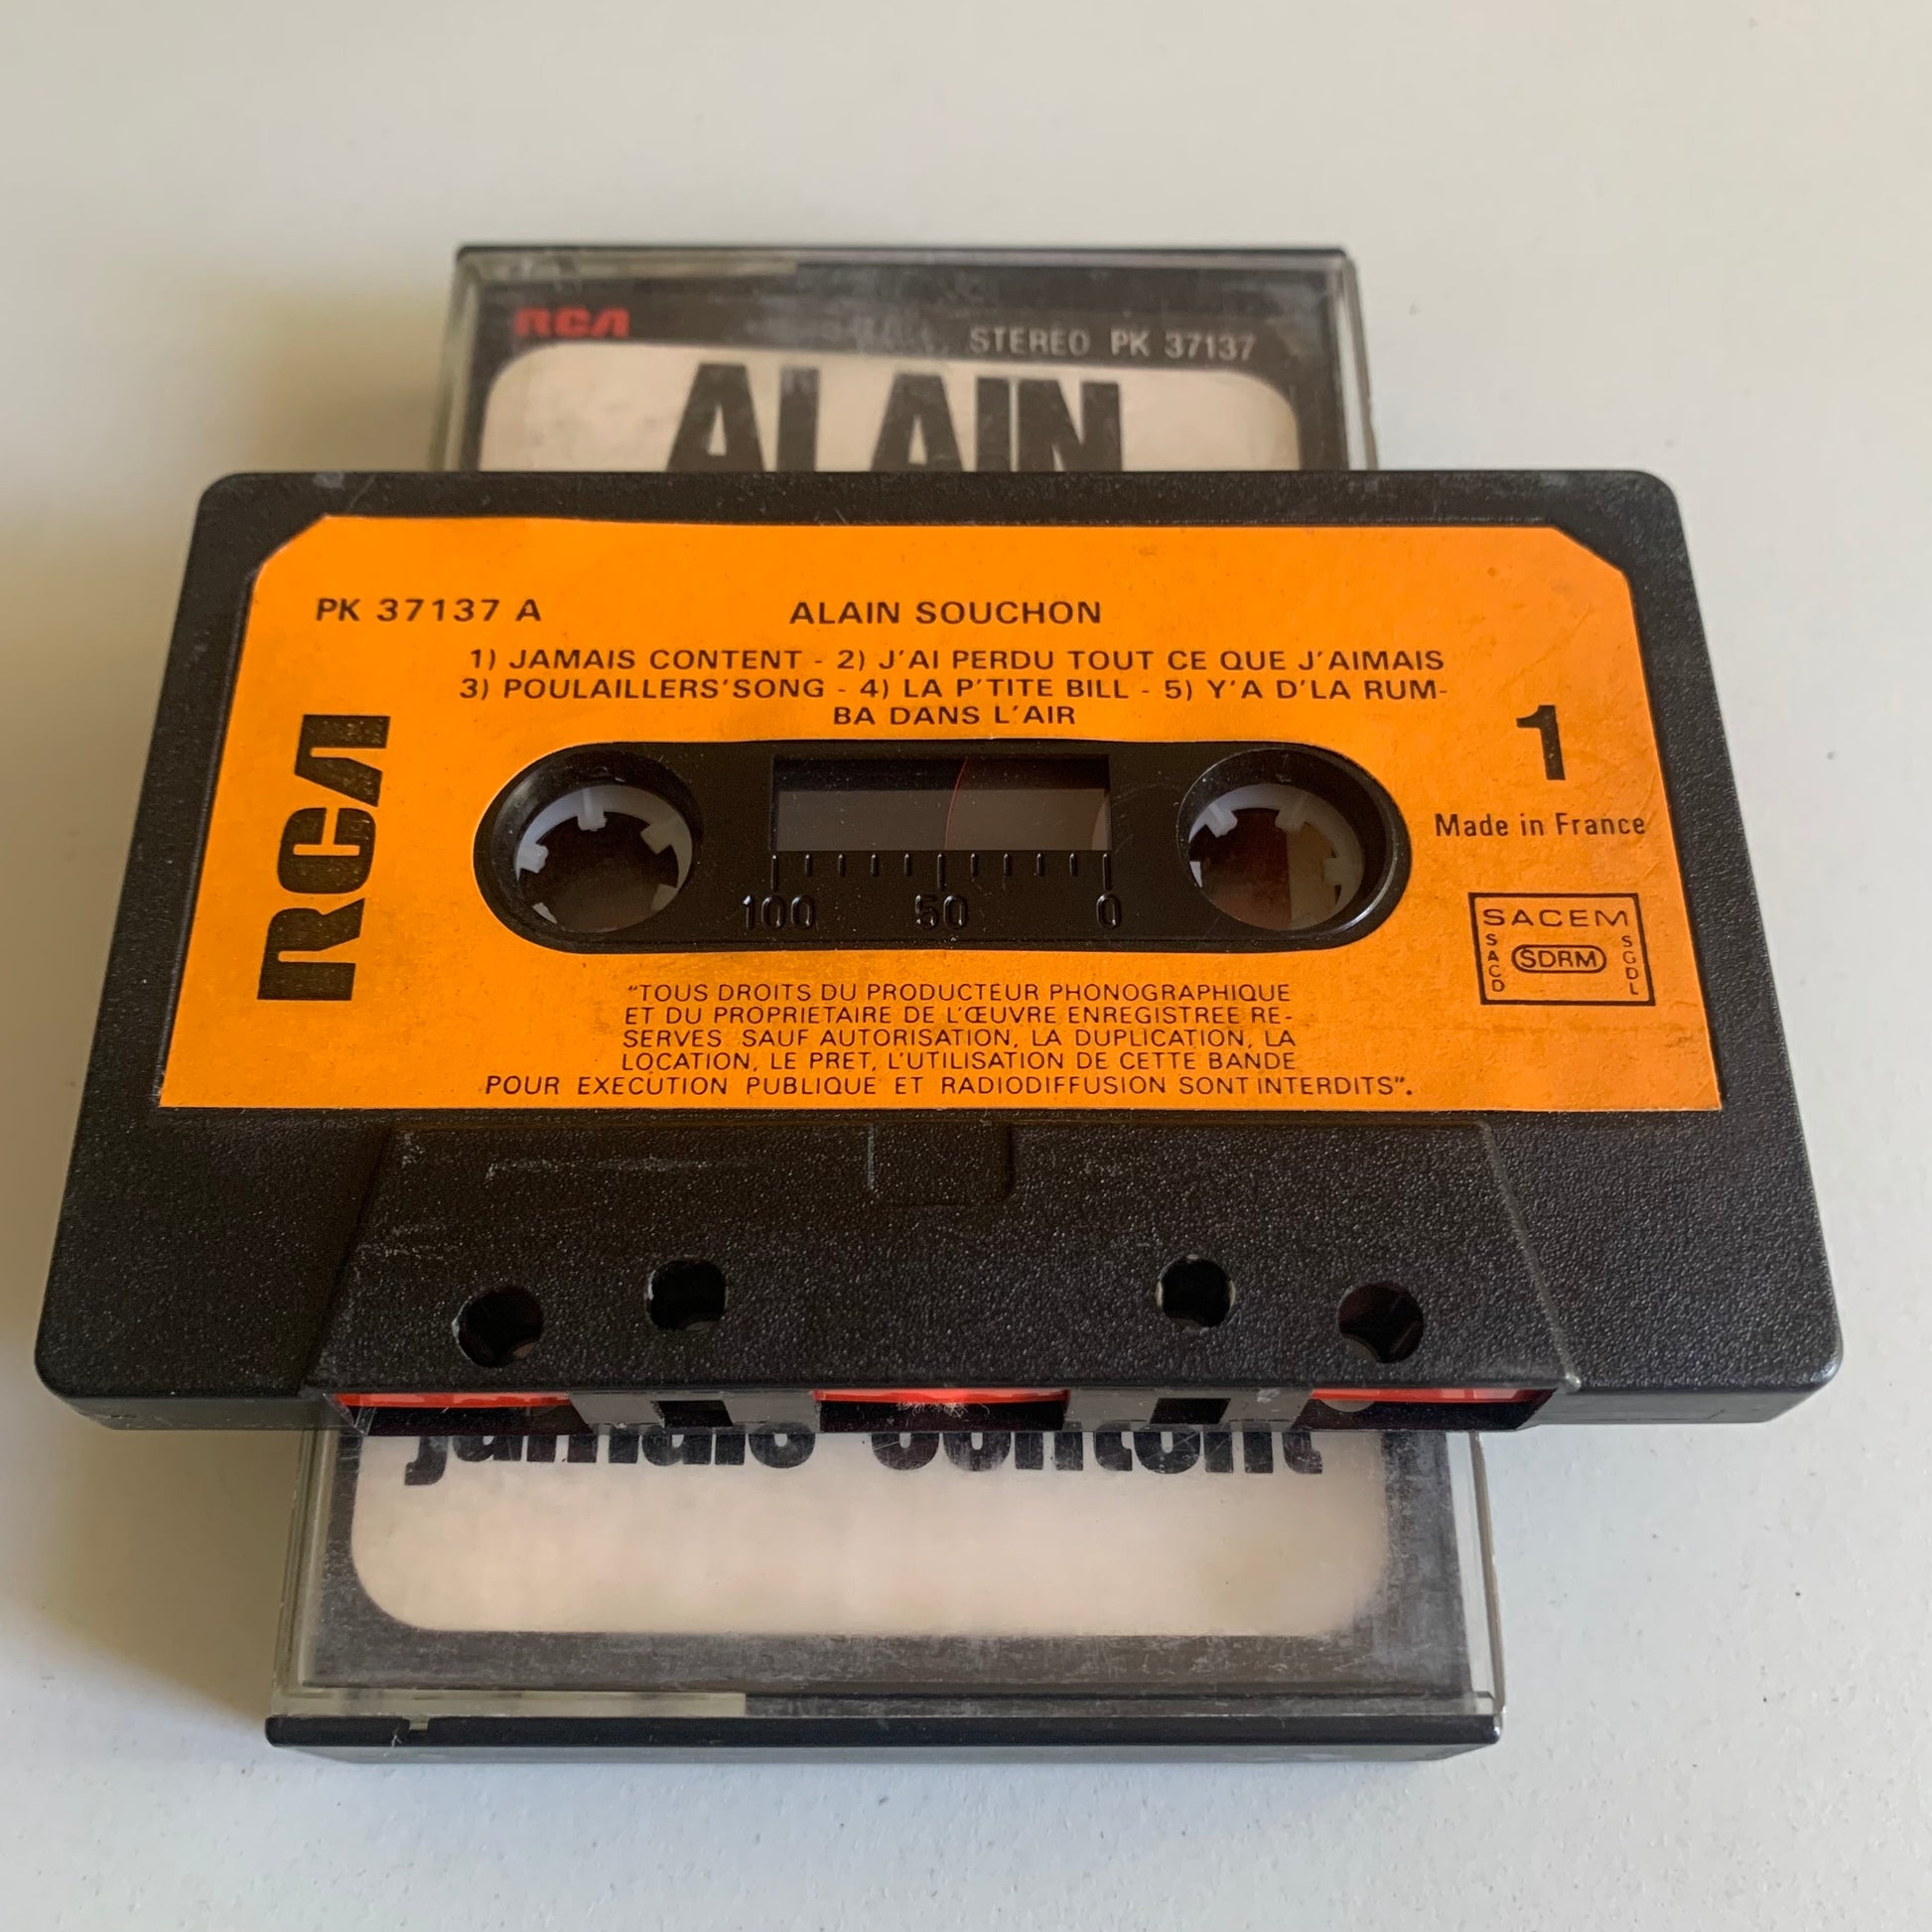 RCA
STEREO PK 37137
ALAIN
PK 37137 A
ALAIN SOUCHON
1) JAMAIS CONTENT - 2) J'AI PERDU TOUT CE QUE J'AIMAIS
3) POULAILLERS'SONG - 4) LA P'TITE BILL - 5) Y'A D'LA RUM-
BA DANS L'AIR
RCA
1
Made in France
100 50 0
SACEM
SACD
SDRM
SGDL
"TOUS DROITS DU PRODUCTEUR PHONOGRAPHIQUE
ET DU PROPRIETAIRE DE L'ŒUVRE ENREGISTREE RE-
SERVES SAUF AUTORISATION, LA DUPLICATION, LA
LOCATION, LE PRET, L'UTILISATION DE CETTE BANDE
POUR EXECUTION PUBLIQUE ET RADIODIFFUSION SONT INTERDITS".
jamais content